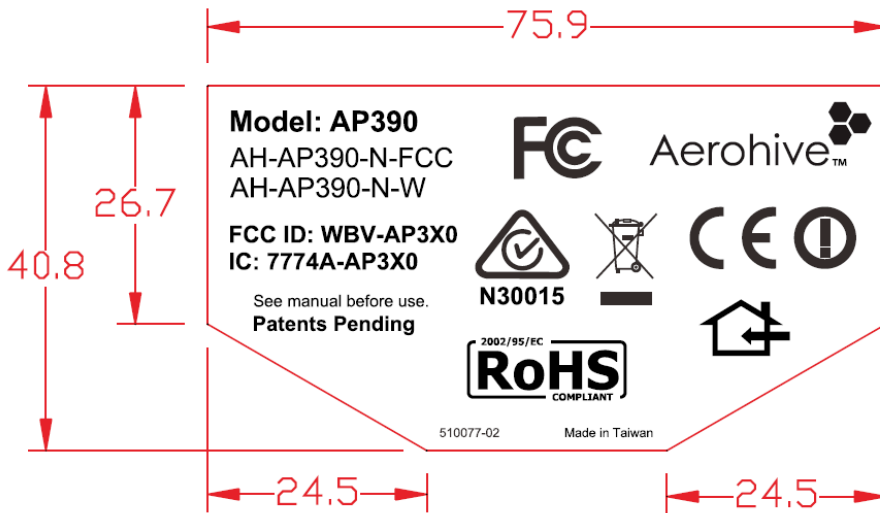 75.9
Model: AP390
AH-AP390-N-FCC
AH-AP390-N-W
FC
Aerohive™
26.7
40.8
FCC ID: WBV-AP3X0
IC: 7774A-AP3X0
N30015
CE
See manual before use.
Patents Pending
2002/95/EC
RoHS
COMPLIANT
510077-02 Made in Taiwan
24.5
24.5